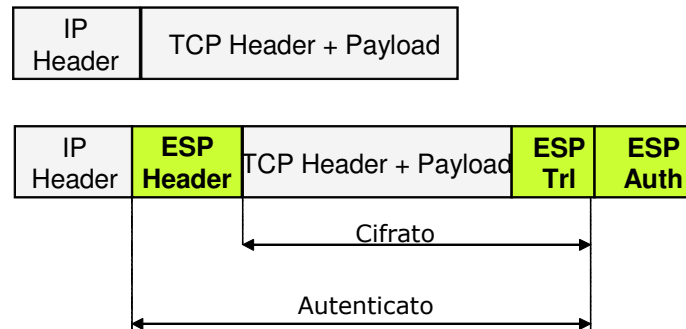 IP
Header
TCP Header + Payload
IP
Header
ESP
Header
TCP Header + Payload
ESP
Trl
ESP
Auth
Cifrato
Autenticato